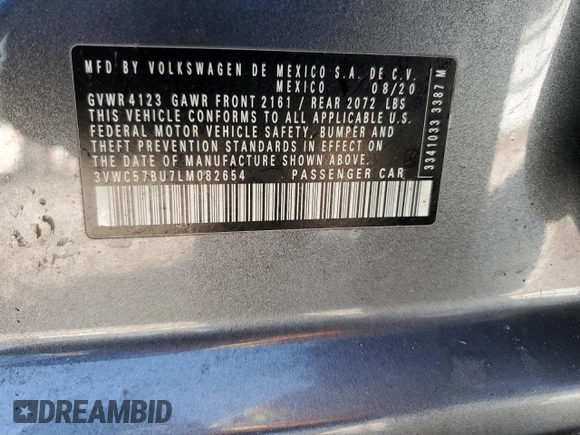 MFD BY VOLKSWAGEN DE MEXICO S.A. DE C.V.
MEXICO 08/20
GVWR 4123 GAWR FRONT 2161 / REAR 2072 LBS
THIS VEHICLE CONFORMS TO ALL APPLICABLE U.S.
FEDERAL MOTOR VEHICLE SAFETY, BUMPER AND
THEFT PREVENTION STANDARDS IN EFFECT ON THE
DATE OF MANUFACTURE SHOWN ABOVE.
3VWC57BU7LM082654 PASSENGER CAR
3341033 3387 M
DREAMBID